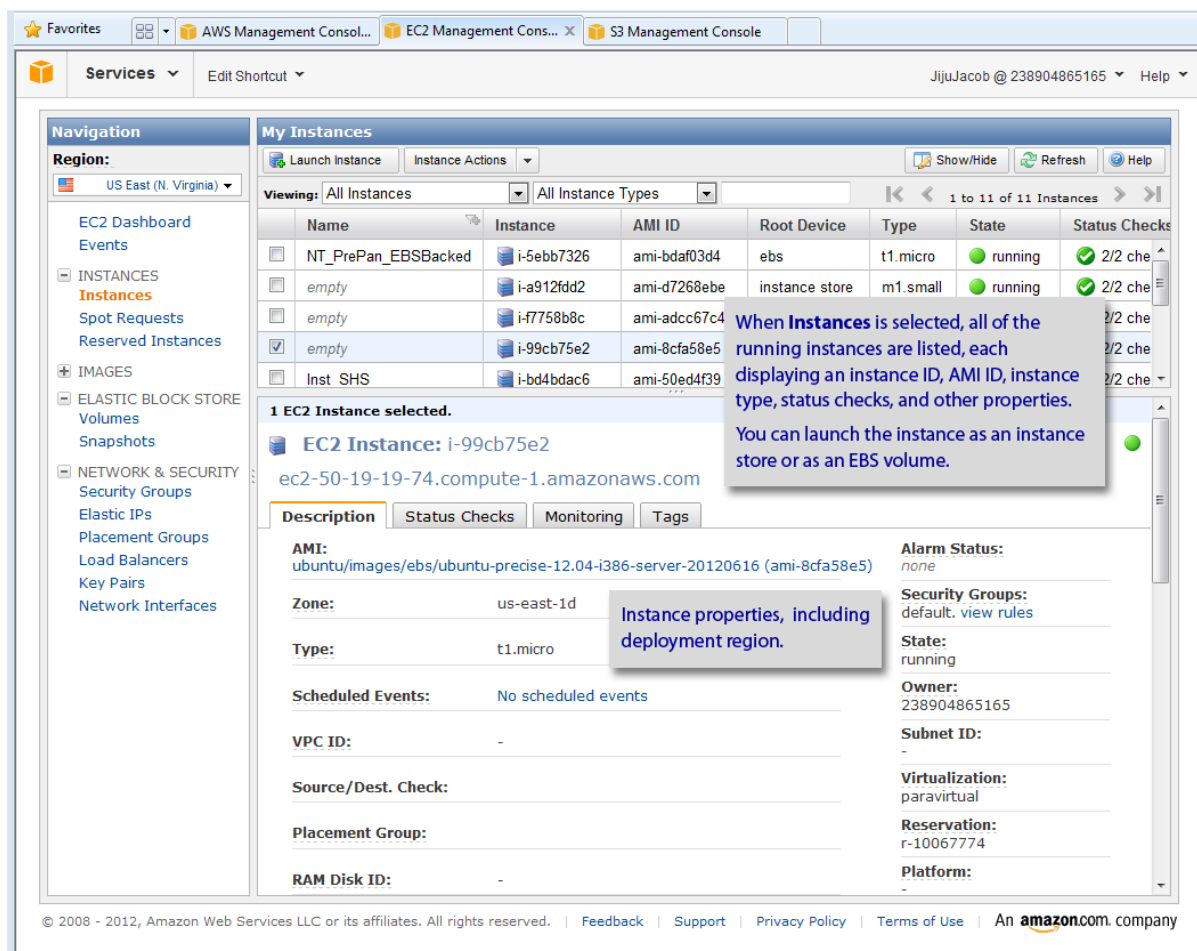 Favorites AWS Management Consol... EC2 Management Cons... X S3 Management Console
Services Edit Shortcut JijuJacob @ 238904865165 Help
Navigation
Region:
US East (N. Virginia)
EC2 Dashboard
Events
INSTANCES
Instances
Spot Requests
Reserved Instances
IMAGES
ELASTIC BLOCK STORE
Volumes
Snapshots
NETWORK & SECURITY
Security Groups
Elastic IPs
Placement Groups
Load Balancers
Key Pairs
Network Interfaces
My Instances
Launch Instance Instance Actions Show/Hide Refresh Help
Viewing: All Instances All Instance Types 1 to 11 of 11 Instances
Name Instance AMI ID Root Device Type State Status Checks
NT_PrePan_EBSBacked i-5ebb7326 ami-bdaf03d4 ebs t1.micro running 2/2 che
empty i-a912fdd2 ami-d7268ebe instance store m1.small running 2/2 che
empty i-f7758b8c ami-adcc67c4 2/2 che
empty i-99cb75e2 ami-8cfa58e5 2/2 che
Inst_SHS i-bd4bdac6 ami-50ed4f39 2/2 che
When Instances is selected, all of the
running instances are listed, each
displaying an instance ID, AMI ID, instance
type, status checks, and other properties.
You can launch the instance as an instance
store or as an EBS volume.
1 EC2 Instance selected.
EC2 Instance: i-99cb75e2
ec2-50-19-19-74.compute-1.amazonaws.com
Description Status Checks Monitoring Tags
AMI:
ubuntu/images/ebs/ubuntu-precise-12.04-i386-server-20120616 (ami-8cfa58e5)
Zone: us-east-1d
Type: t1.micro
Scheduled Events: No scheduled events
VPC ID: -
Source/Dest. Check:
Placement Group:
RAM Disk ID: -
Instance properties, including
deployment region.
Alarm Status:
none
Security Groups:
default. view rules
State:
running
Owner:
238904865165
Subnet ID:
-
Virtualization:
paravirtual
Reservation:
r-10067774
Platform:
-
© 2008 - 2012, Amazon Web Services LLC or its affiliates. All rights reserved. | Feedback | Support | Privacy Policy | Terms of Use | An amazon.com. company